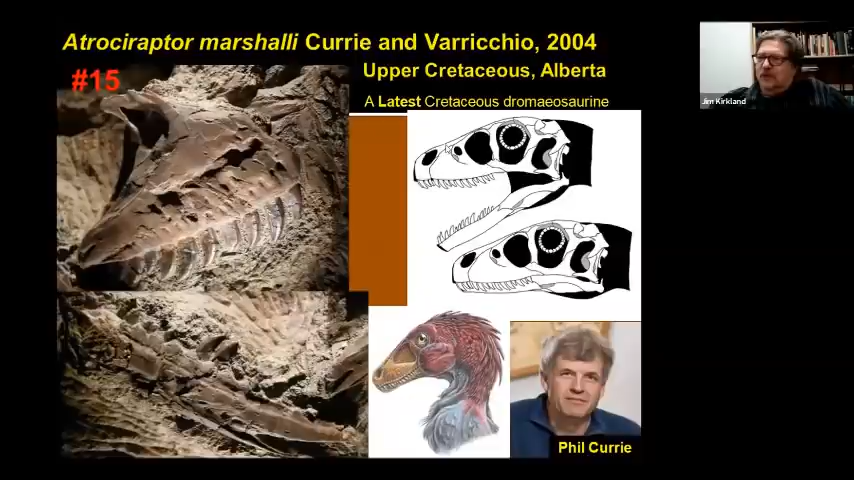 Atrociraptor marshalli Currie and Varricchio, 2004
#15
Upper Cretaceous, Alberta
A Latest Cretaceous dromaeosaurine
Jim Kirkland
Phil Currie